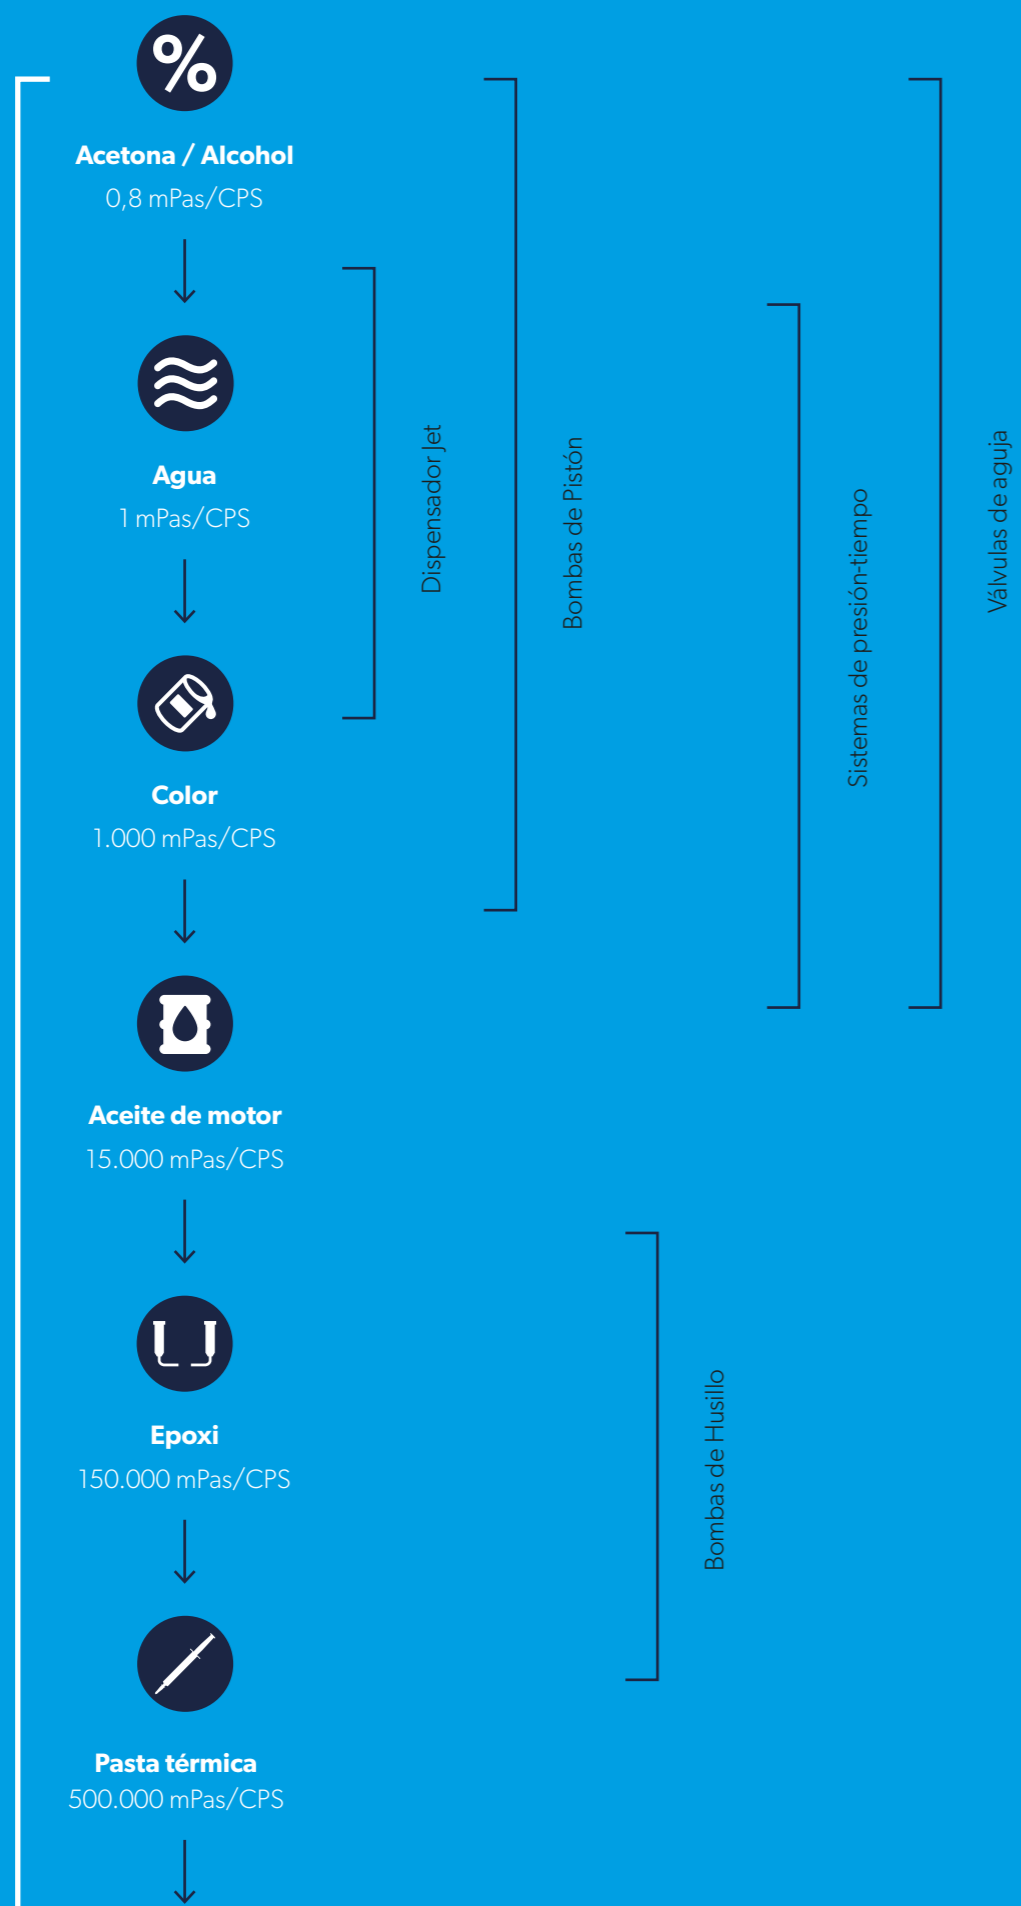 %
Acetona / Alcohol
0,8 mPas/CPS
Agua
1 mPas/CPS
Color
1.000 mPas/CPS
Aceite de motor
15.000 mPas/CPS
Epoxi
150.000 mPas/CPS
Pasta térmica
500.000 mPas/CPS
Dispensador Jet
Bombas de Pistón
Bombas de Husillo
Sistemas de presión-tiempo
Válvulas de aguja